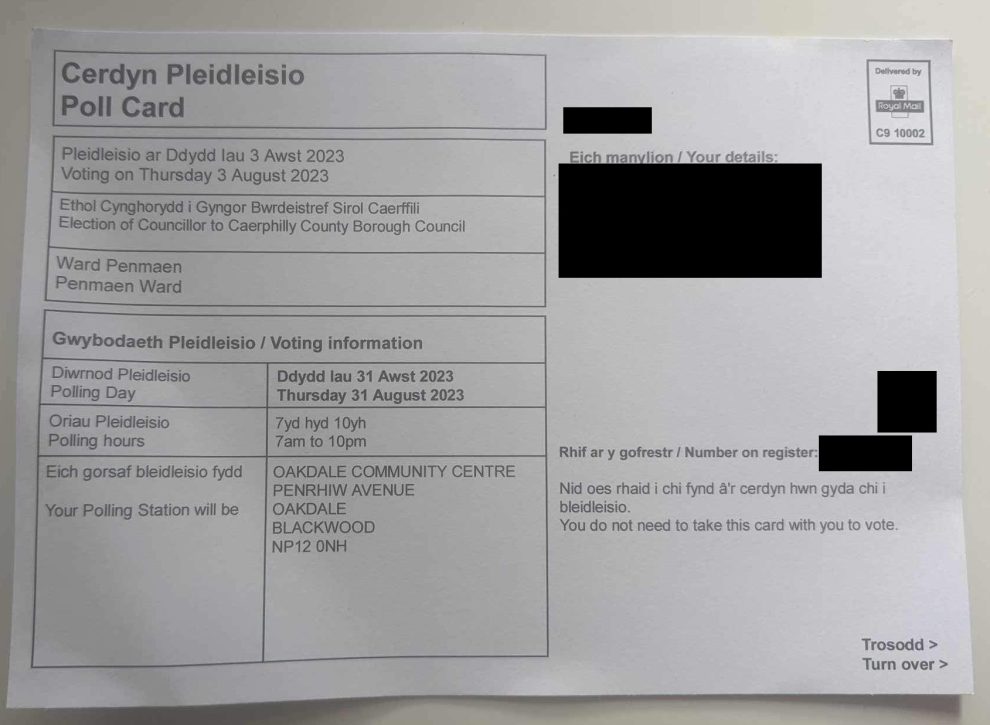 Cerdyn Pleidleisio
Poll Card
Pleidleisio ar Ddydd Iau 3 Awst 2023
Voting on Thursday 3 August 2023
Ethol Cynghorydd i Gyngor Bwrdeistref Sirol Caerffili
Election of Councillor to Caerphilly County Borough Council
Ward Penmaen
Penmaen Ward
Gwybodaeth Pleidleisio / Voting information
Diwrnod Pleidleisio
Polling Day
Ddydd Iau 31 Awst 2023
Thursday 31 August 2023
Oriau Pleidleisio
Polling hours
7yd hyd 10yh
7am to 10pm
Eich gorsaf bleidleisio fydd
Your Polling Station will be
OAKDALE COMMUNITY CENTRE
PENRHIW AVENUE
OAKDALE
BLACKWOOD
NP12 0NH
Delivered by
Royal Mail
C9 10002
Eich manylion / Your details:
Rhif ar y gofrestr / Number on register:
Nid oes rhaid i chi fynd â'r cerdyn hwn gyda chi i
bleidleisio.
You do not need to take this card with you to vote.
Trosodd >
Turn over >